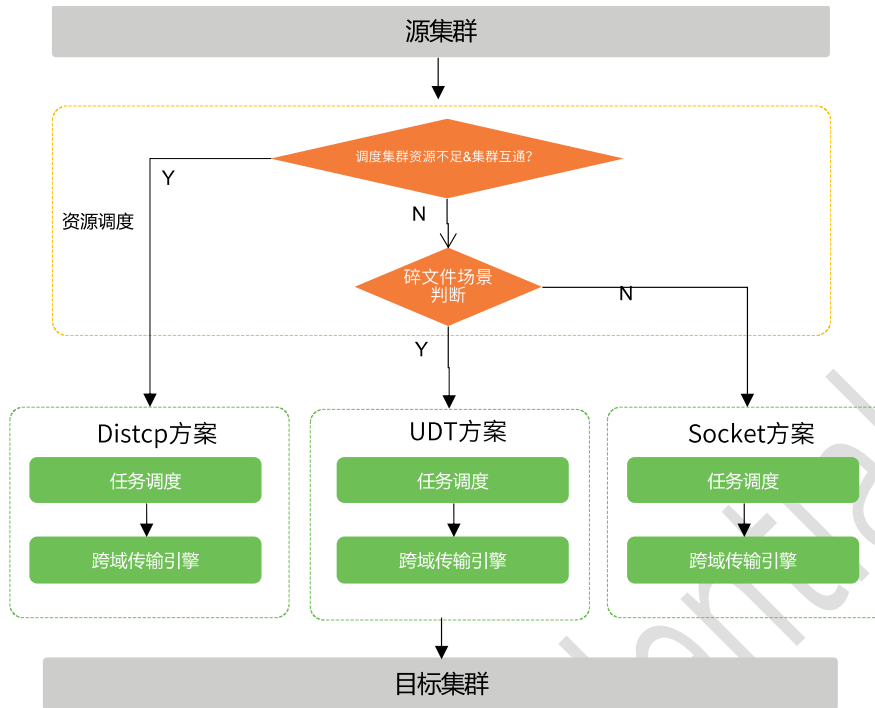 源集群
调度集群资源不足&集群互通?
Y
资源调度
N
碎文件场景
判断
N
Y
Distcp方案
UDT方案
Socket方案
任务调度
任务调度
任务调度
跨域传输引擎
跨域传输引擎
跨域传输引擎
目标集群